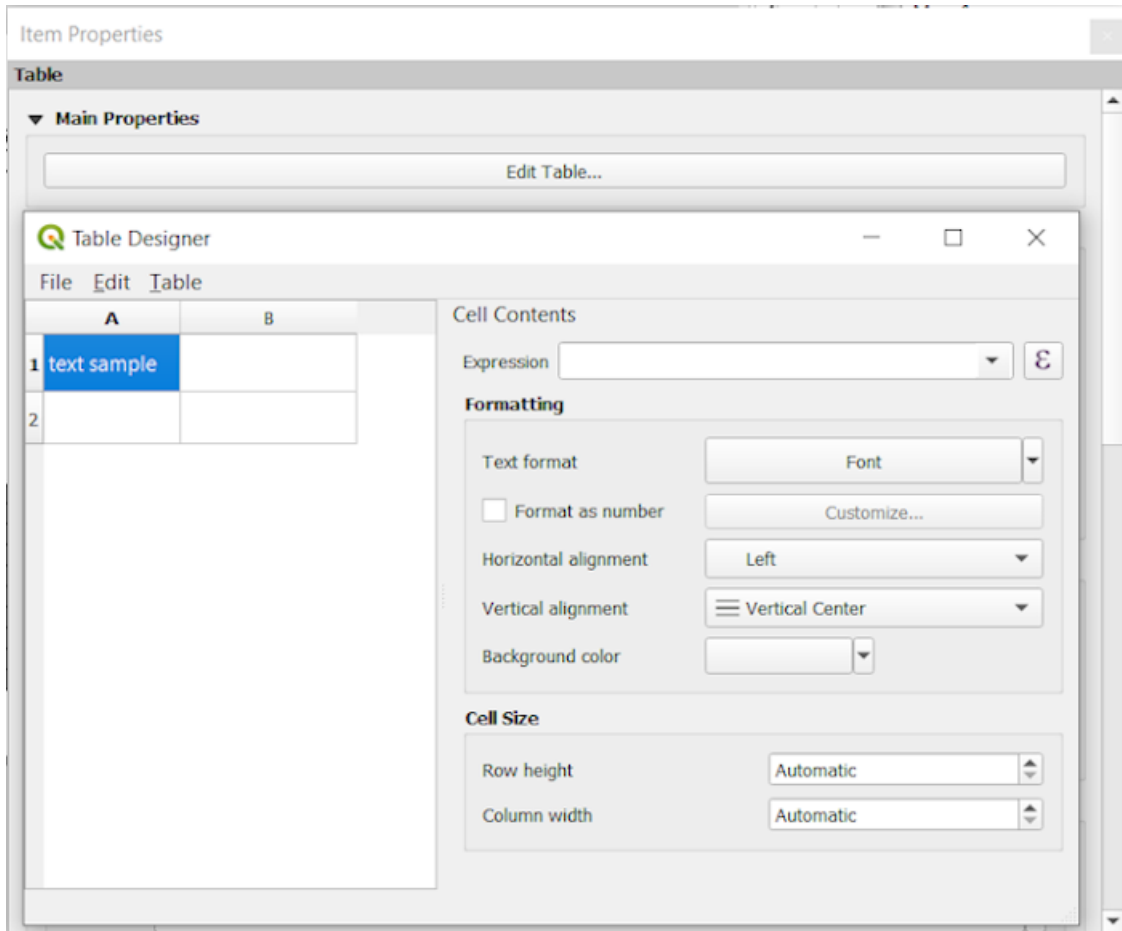 Item Properties
Table
Main Properties
Edit Table...
Table Designer
File Edit Table
A B
1 text sample
2
Cell Contents
Expression ε
Formatting
Text format Font
Format as number Customize...
Horizontal alignment Left
Vertical alignment Vertical Center
Background color
Cell Size
Row height Automatic
Column width Automatic